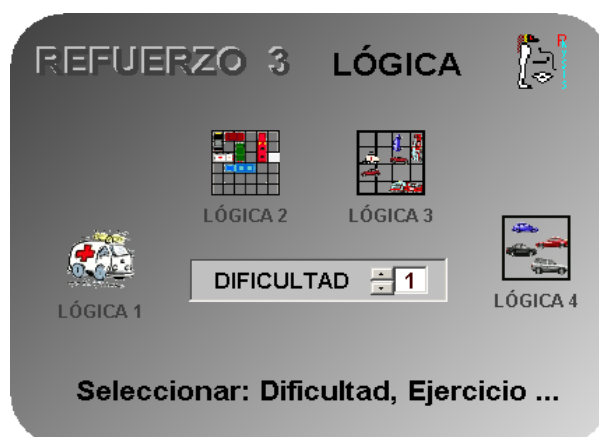 REFUERZO 3 LÓGICA
LÓGICA 2
LÓGICA 3
LÓGICA 1
DIFICULTAD 1
LÓGICA 4
Seleccionar: Dificultad, Ejercicio ...